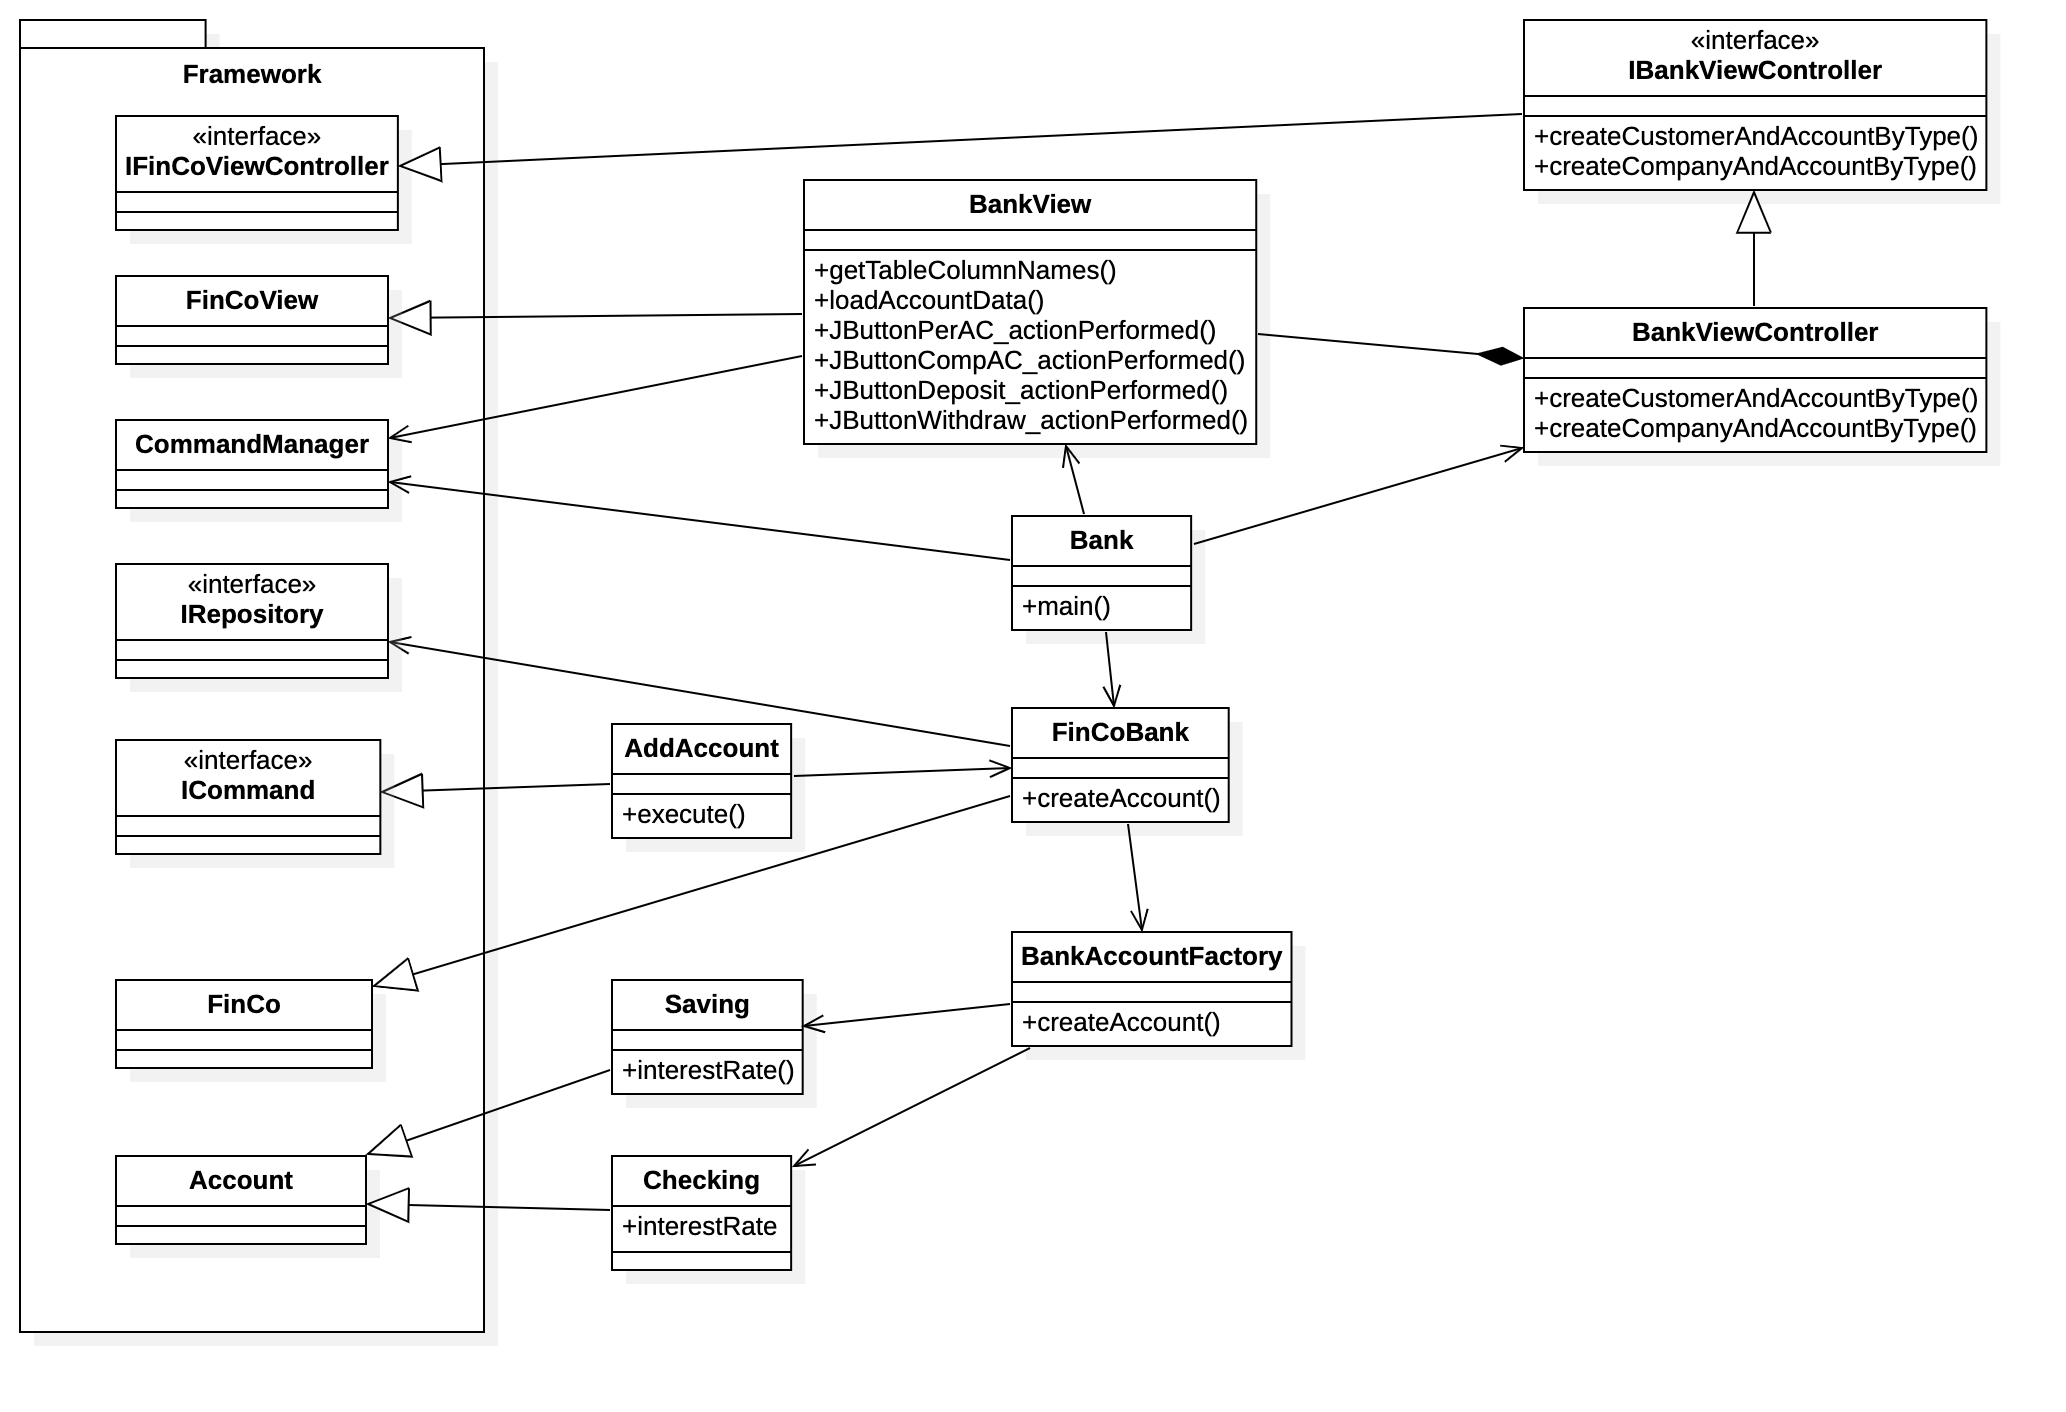 Framework
«interface»
IFinCoViewController
FinCoView
CommandManager
«interface»
IRepository
«interface»
ICommand
FinCo
Account
BankView
+getTableColumnNames()
+loadAccountData()
+JButtonPerAC_actionPerformed()
+JButtonCompAC_actionPerformed()
+JButtonDeposit_actionPerformed()
+JButtonWithdraw_actionPerformed()
«interface»
IBankViewController
+createCustomerAndAccountByType()
+createCompanyAndAccountByType()
BankViewController
+createCustomerAndAccountByType()
+createCompanyAndAccountByType()
Bank
+main()
AddAccount
+execute()
FinCoBank
+createAccount()
BankAccountFactory
+createAccount()
Saving
+interestRate()
Checking
+interestRate